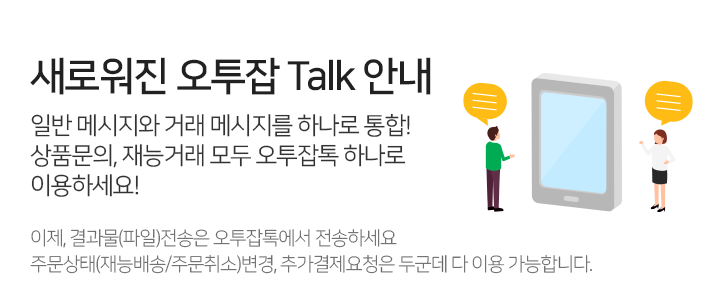 새로워진 오투잡 Talk 안내
일반 메시지와 거래 메시지를 하나로 통합!
상품문의, 재능거래 모두 오투잡톡 하나로
이용하세요!
이제, 결과물(파일)전송은 오투잡톡에서 전송하세요
주문상태(재능배송/주문취소)변경, 추가결제요청은 두군데 다 이용 가능합니다.